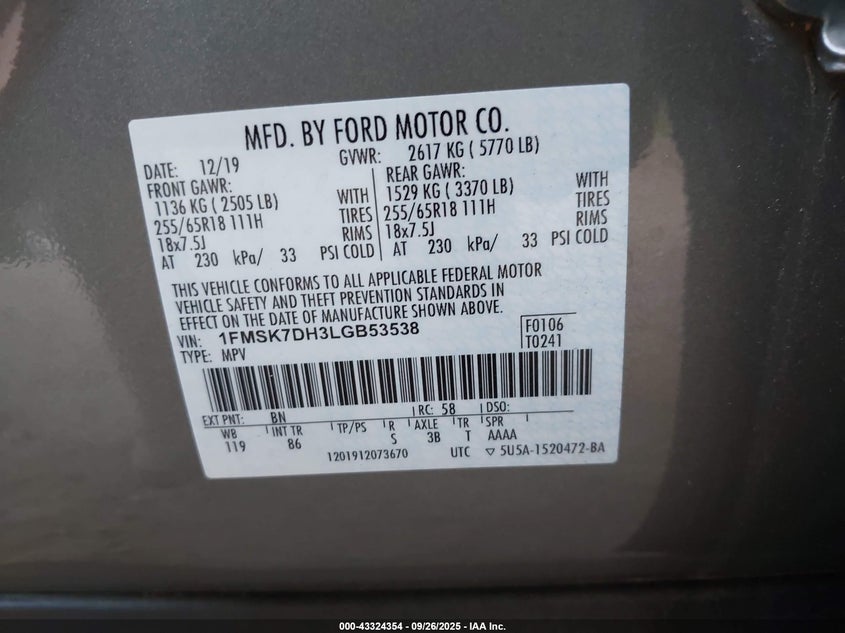 MFD. BY FORD MOTOR CO.
DATE: 12/19 GVWR: 2617 KG ( 5770 LB)
FRONT GAWR: REAR GAWR:
1136 KG ( 2505 LB) WITH 1529 KG ( 3370 LB) WITH
255/65R18 111H TIRES 255/65R18 111H TIRES
18x7.5J RIMS 18x7.5J RIMS
AT 230 kPa/ 33 PSI COLD AT 230 kPa/ 33 PSI COLD
THIS VEHICLE CONFORMS TO ALL APPLICABLE FEDERAL MOTOR
VEHICLE SAFETY AND THEFT PREVENTION STANDARDS IN
EFFECT ON THE DATE OF MANUFACTURE SHOWN ABOVE.
VIN: 1FMSK7DH3LGB53538 F0106
TYPE: MPV T0241
EXT PNT: BN RC: 58 DSO:
WB INT TR TP/PS R AXLE TR SPR
119 86 S 3B T AAAA
1201912073670 UTC ▽ 5U5A-1520472-BA
000-43324354 - 09/26/2025 - IAA Inc.